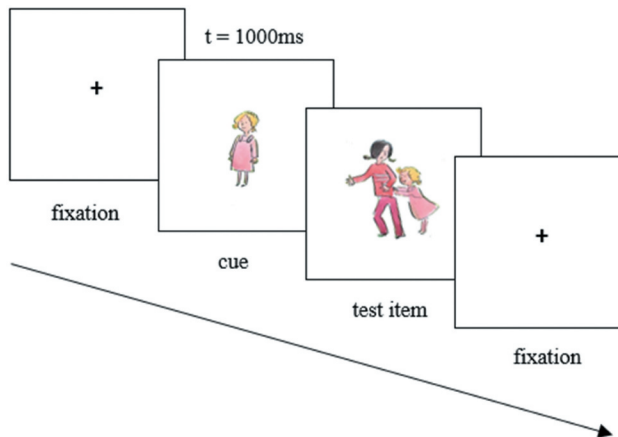 t = 1000ms
+
fixation
cue
test item
+
fixation